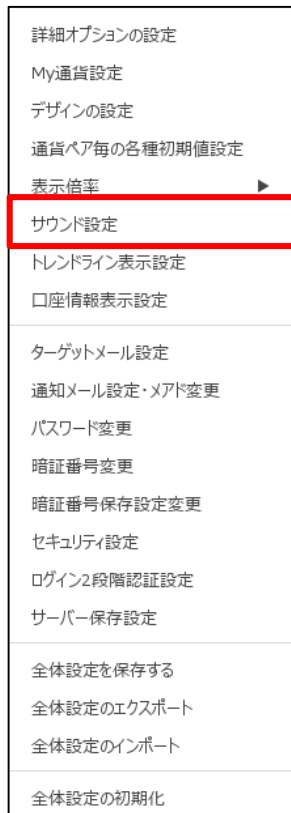 詳細オプションの設定
My通貨設定
デザインの設定
通貨ペア毎の各種初期値設定
表示倍率 ▶
サウンド設定
トレンドライン表示設定
口座情報表示設定
ターゲットメール設定
通知メール設定・メアド変更
パスワード変更
暗証番号変更
暗証番号保存設定変更
セキュリティ設定
ログイン2段階認証設定
サーバー保存設定
全体設定を保存する
全体設定のエクスポート
全体設定のインポート
全体設定の初期化